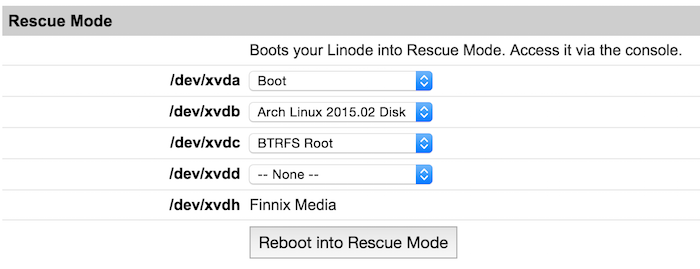 Rescue Mode
Boots your Linode into Rescue Mode. Access it via the console.
/dev/xvda Boot
/dev/xvdb Arch Linux 2015.02 Disk
/dev/xvdc BTRFS Root
/dev/xvdd -- None --
/dev/xvdh Finnix Media
Reboot into Rescue Mode